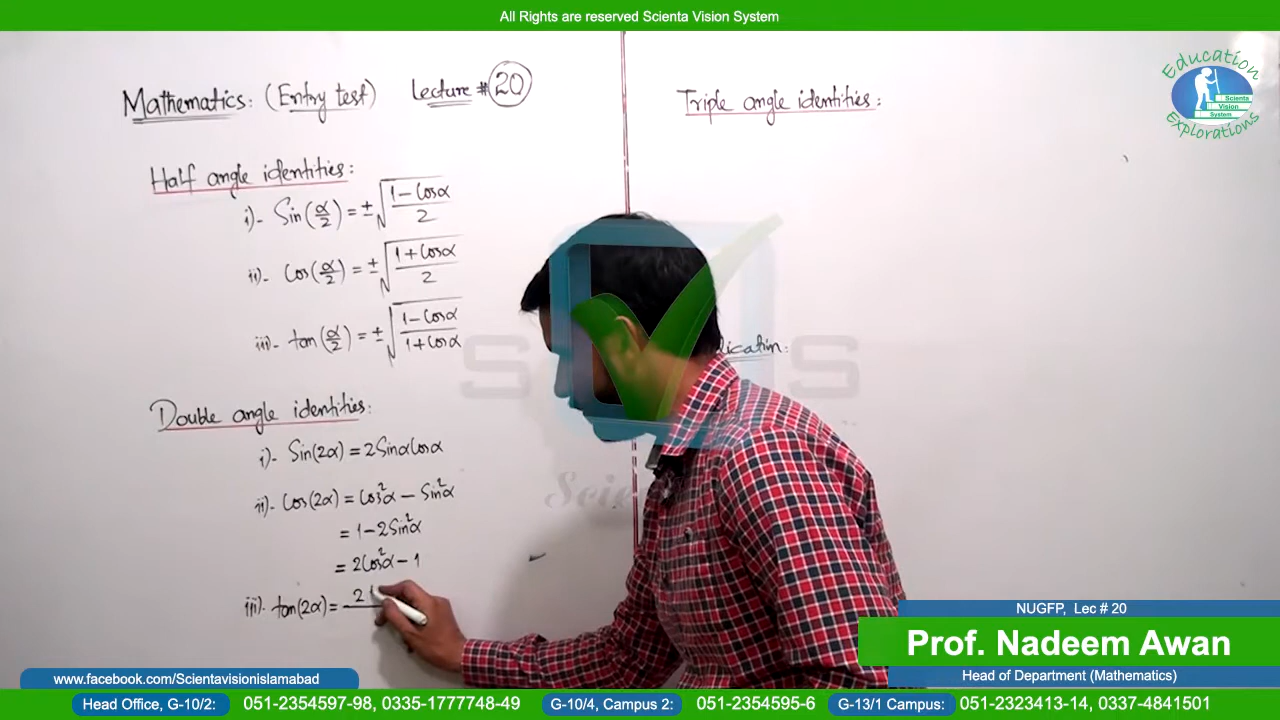 All Rights are reserved Scienta Vision System
Mathematics: (Entry test) Lecture # 20
Half angle identities:
i)- Sin(α/2) = ±√((1 - Cosα)/2)
ii)- Cos(α/2) = ±√((1 + Cosα)/2)
iii)- tan(α/2) = ±√((1 - Cosα)/(1 + Cosα))
Double angle identities:
i)- Sin(2α) = 2SinαCosα
ii)- Cos(2α) = Cos²α - Sin²α
= 1 - 2Sin²α
= 2Cos²α - 1
iii)- tan(2α) = 2
Triple angle identities:
Education
Scienta
Vision
System
Explorations
S V S
NUGFP, Lec # 20
Prof. Nadeem Awan
Head of Department (Mathematics)
www.facebook.com/Scientavisionislamabad
Head Office, G-10/2: 051-2354597-98, 0335-1777748-49 G-10/4, Campus 2: 051-2354595-6 G-13/1 Campus: 051-2323413-14, 0337-4841501